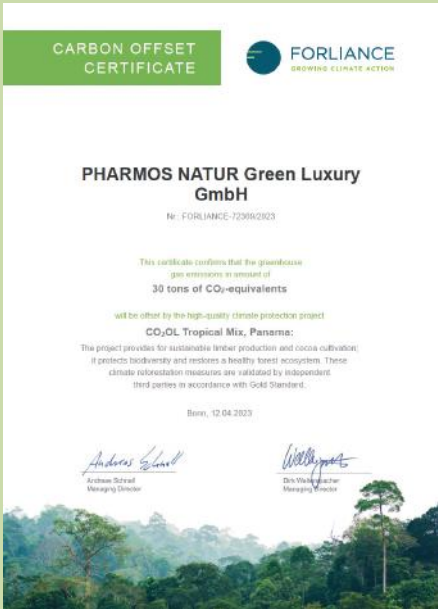 CARBON OFFSET
CERTIFICATE
FORLIANCE
GROWING CLIMATE ACTION
PHARMOS NATUR Green Luxury
GmbH
Nr.: FORLIANCE-72309/2023
This certificate confirms that the greenhouse
gas emissions in amount of
30 tons of CO₂-equivalents
will be offset by the high-quality climate protection project
CO₂OL Tropical Mix, Panama:
The project provides for sustainable timber production and cocoa cultivation;
it protects biodiversity and restores a healthy forest ecosystem. These
climate reforestation measures are validated by independent
third parties in accordance with Gold Standard.
Bonn, 12.04.2023
Andreas Schnell
Andreas Schnell
Managing Director
Dirk
Managing Director